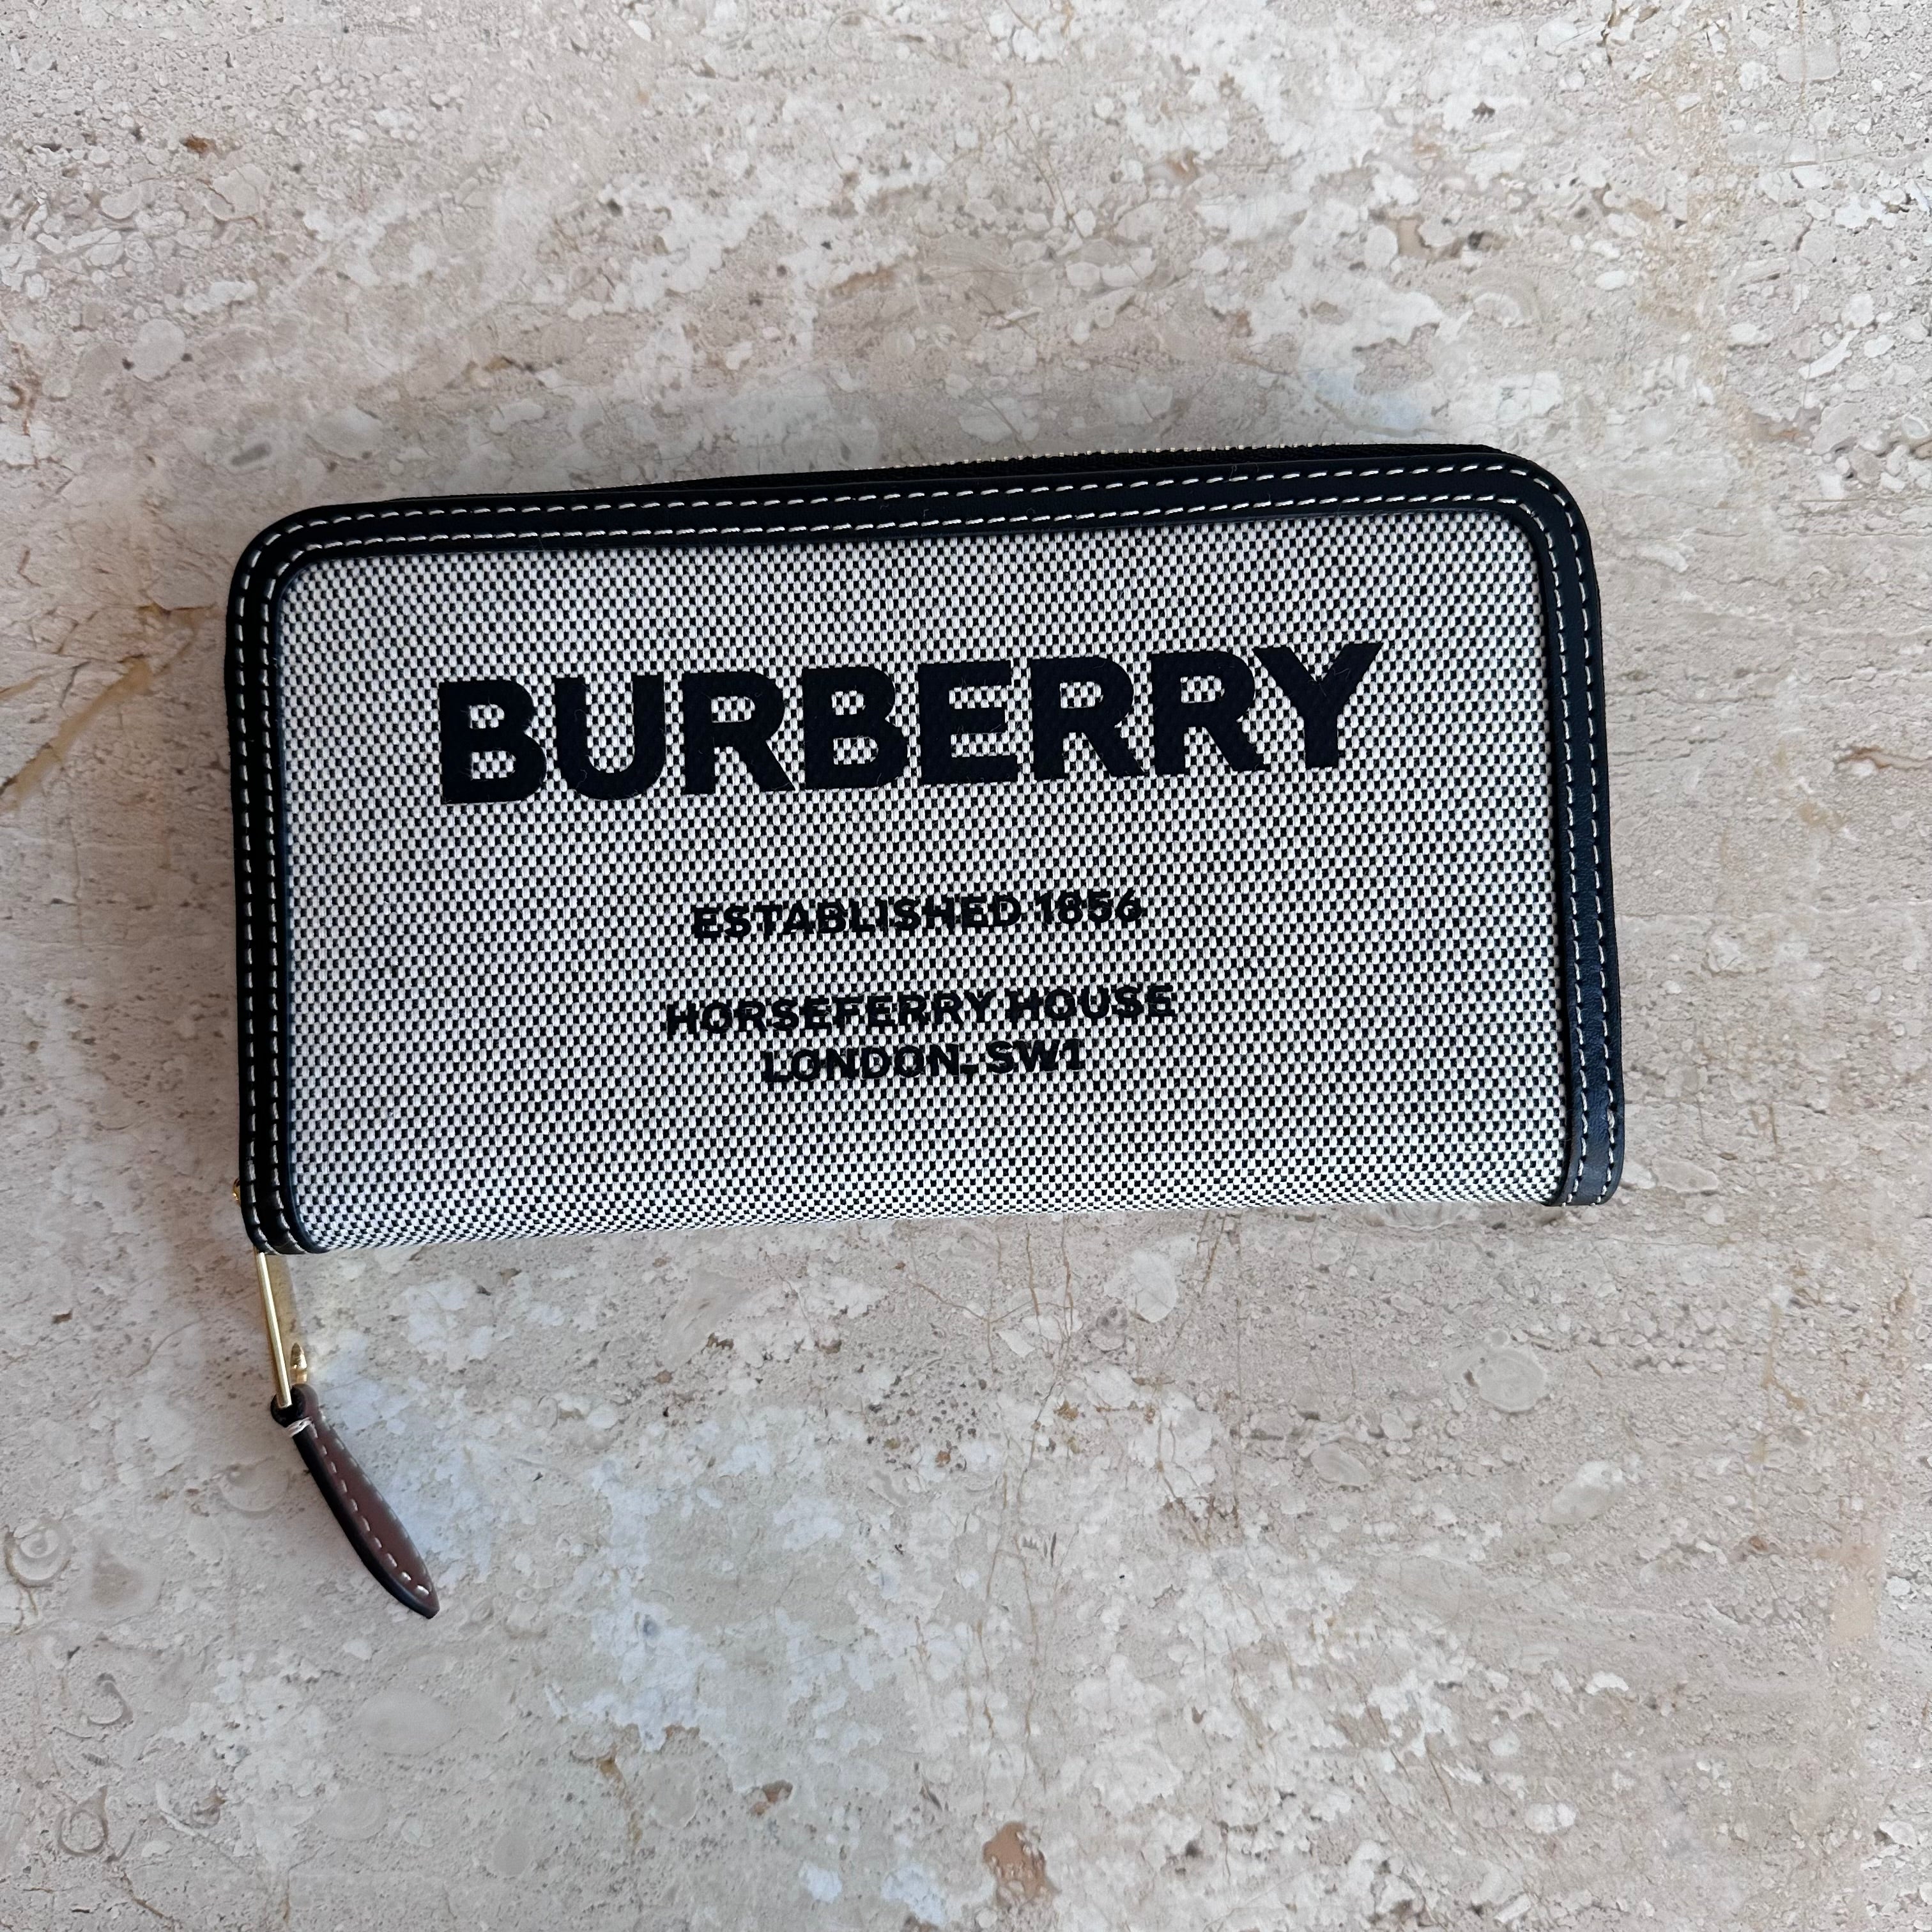 BURBERRY
ESTABLISHED 1856
HORSEFERRY HOUSE
LONDON, SW1